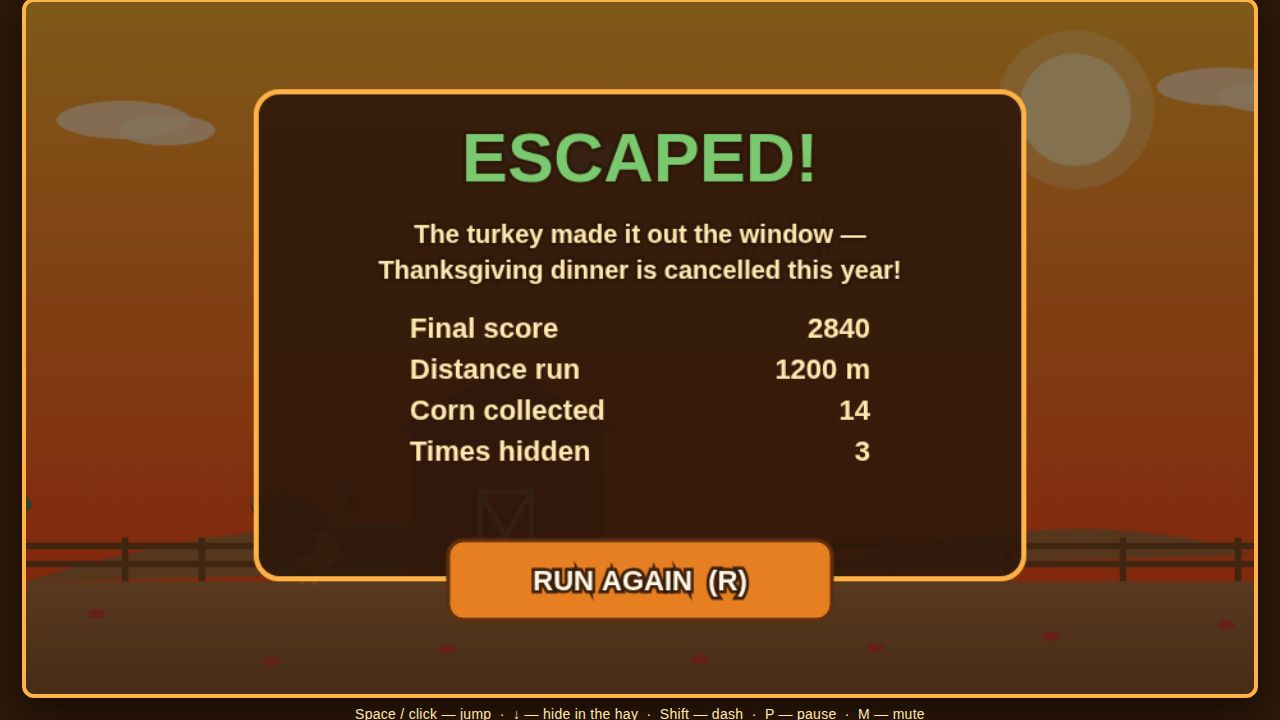 ESCAPED!
The turkey made it out the window —
Thanksgiving dinner is cancelled this year!
Final score 2840
Distance run 1200 m
Corn collected 14
Times hidden 3
RUN AGAIN (R)
Space / click — jump · ↓ — hide in the hay · Shift — dash · P — pause · M — mute